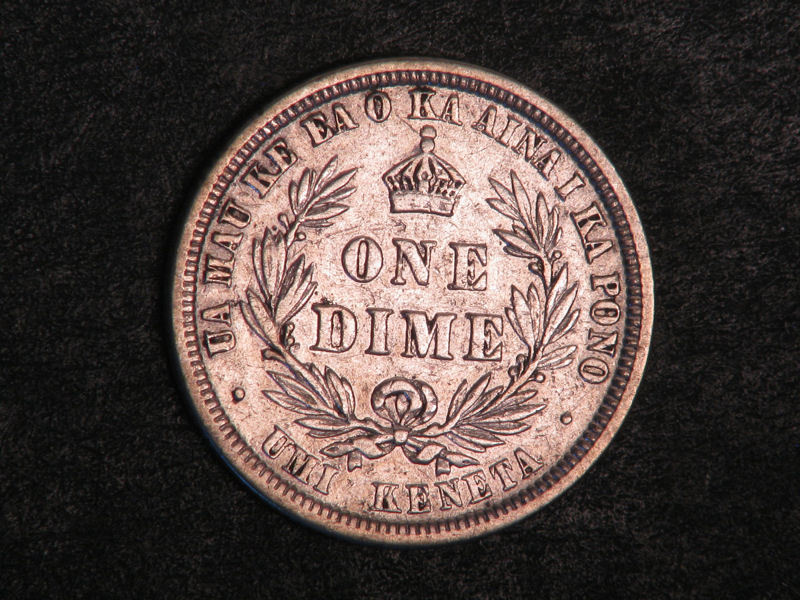 UA MAU KE EA O KA AINA I KA PONO
ONE
DIME
UMI KENETA